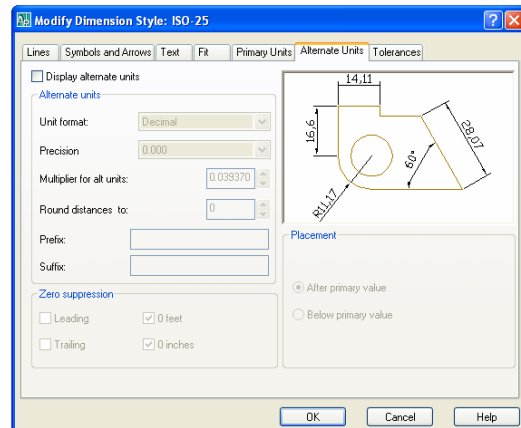 Modify Dimension Style: ISO-25
Lines Symbols and Arrows Text Fit Primary Units Alternate Units Tolerances
Display alternate units
Alternate units
Unit format: Decimal
Precision 0.000
Multiplier for alt units: 0.039370
Round distances to: 0
Prefix:
Suffix:
Zero suppression
Leading 0 feet
Trailing 0 inches
14,11
16,6
28,07
60°
R11,17
Placement
After primary value
Below primary value
OK Cancel Help